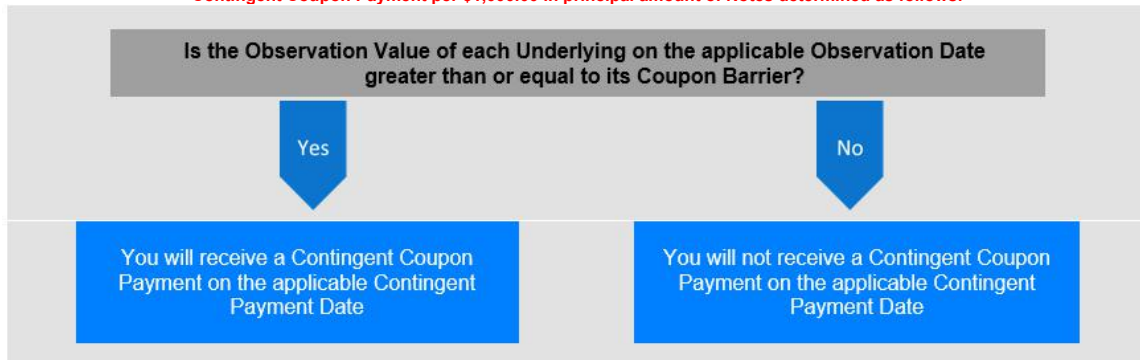 Is the Observation Value of each Underlying on the applicable Observation Date
greater than or equal to its Coupon Barrier?
Yes
No
You will receive a Contingent Coupon
Payment on the applicable Contingent
Payment Date
You will not receive a Contingent Coupon
Payment on the applicable Contingent
Payment Date